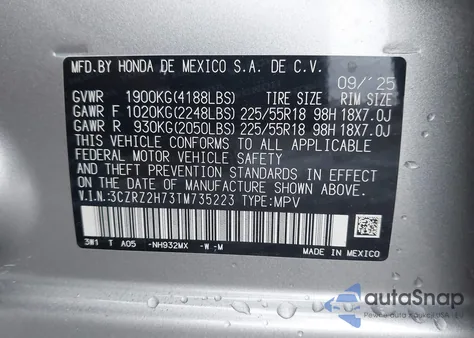 MFD.BY HONDA DE MEXICO S.A. DE C.V.
09/'25
GVWR 1900KG(4188LBS) TIRE SIZE RIM SIZE
GAWR F 1020KG(2248LBS) 225/55R18 98H 18X7.0J
GAWR R 930KG(2050LBS) 225/55R18 98H 18X7.0J
THIS VEHICLE CONFORMS TO ALL APPLICABLE
FEDERAL MOTOR VEHICLE SAFETY
AND THEFT PREVENTION STANDARDS IN EFFECT
ON THE DATE OF MANUFACTURE SHOWN ABOVE.
V.I.N.:3CZRZ2H73TM735223 TYPE:MPV
3W1 T A05 -NH932MX -W -M
MADE IN MEXICO
autoSnap